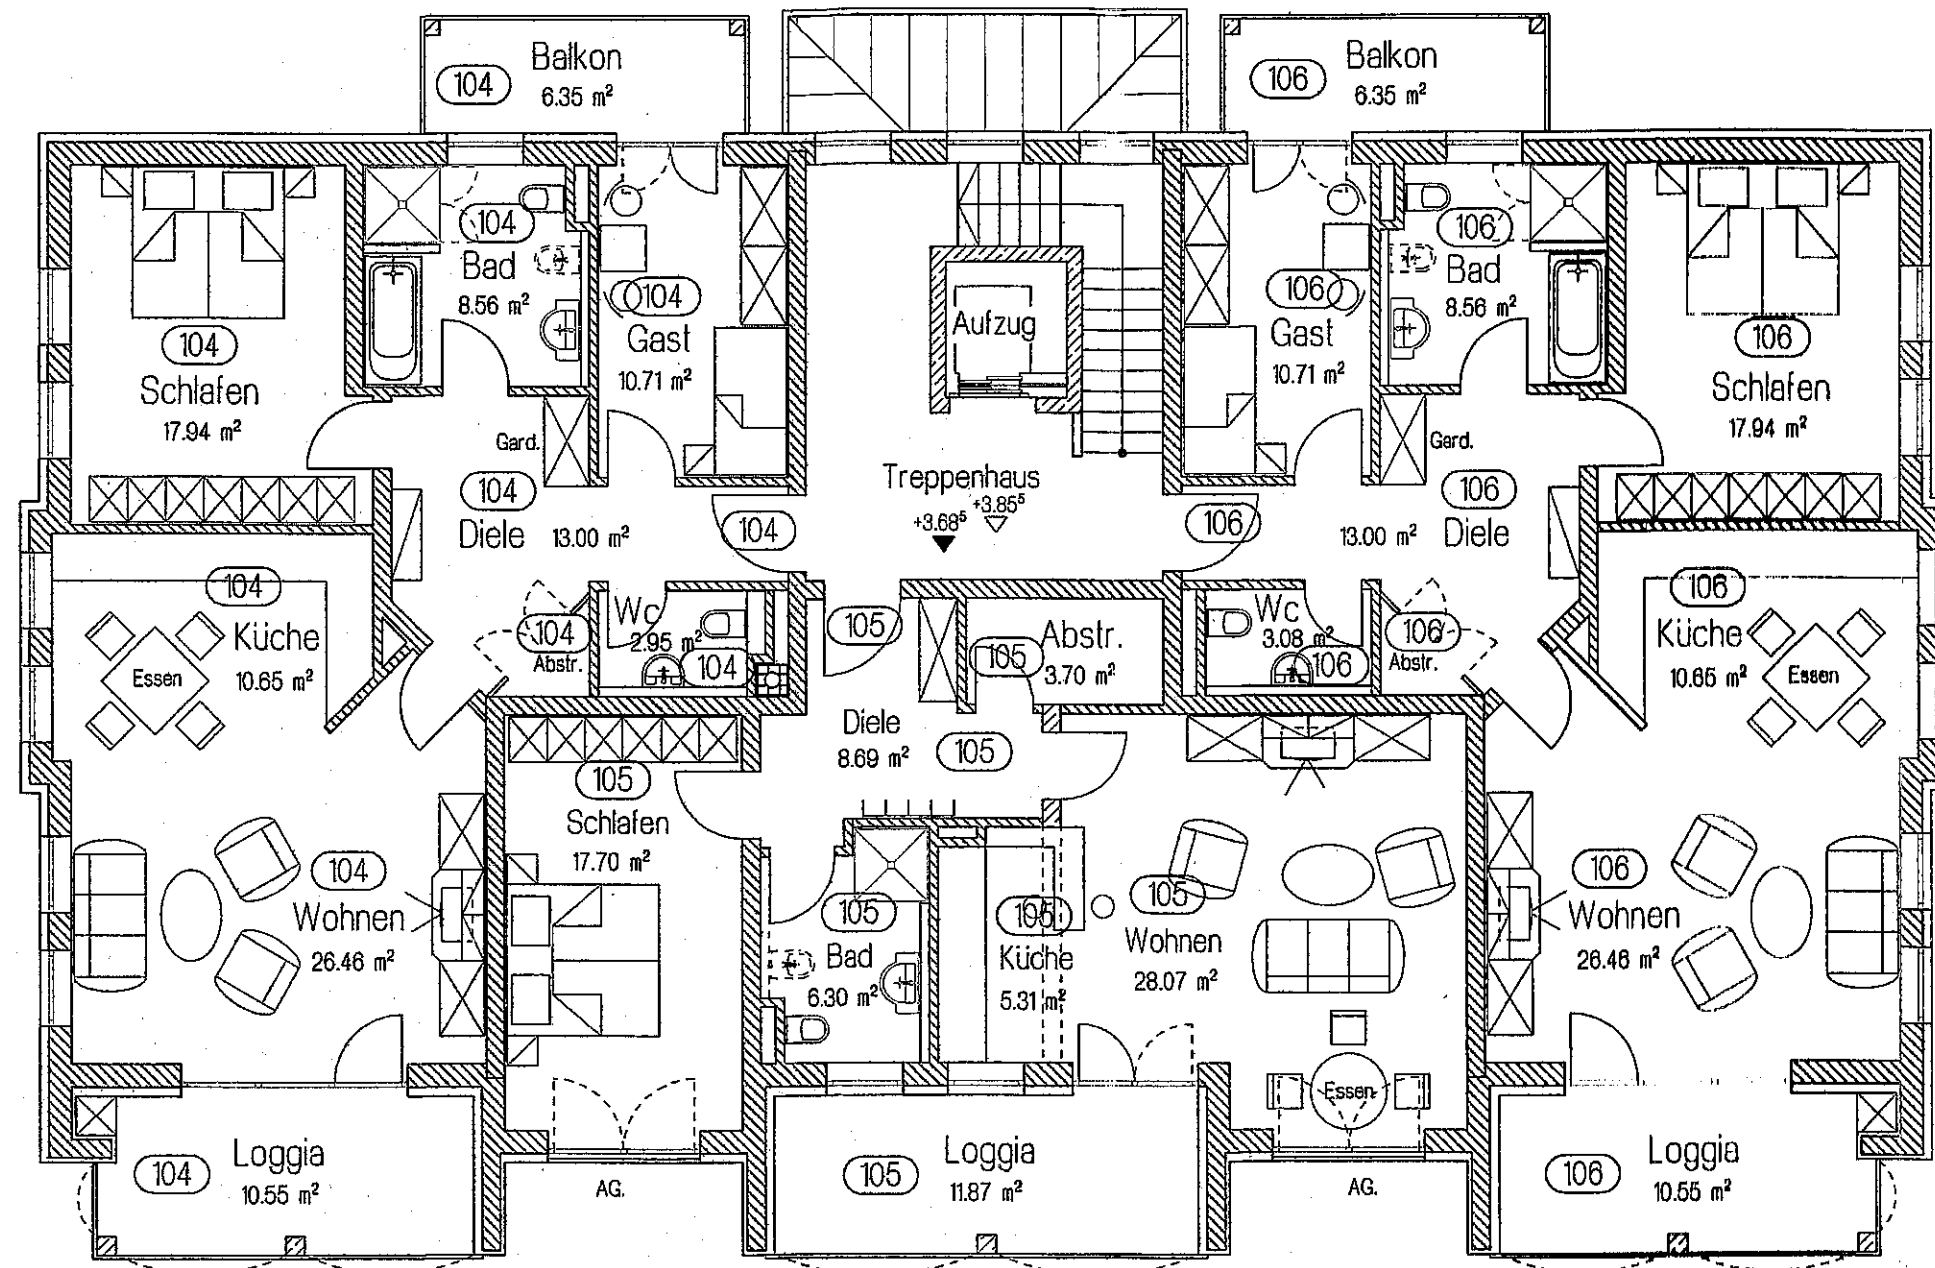 Balkon
104
6.35 m²
Balkon
106
6.35 m²
104
Bad
8.56 m²
104
Gast
10.71 m²
104
Schlafen
17.94 m²
Aufzug
106
Gast
10.71 m²
106
Bad
8.56 m²
106
Schlafen
17.94 m²
Gard.
104
Diele 13.00 m²
104
Treppenhaus
+3.68⁵ +3.85⁵
106
Gard.
106
13.00 m² Diele
104
Küche
10.65 m²
Essen
104
Abstr.
Wc
2.95 m²
104
105
105
Abstr.
3.70 m²
Wc
3.08 m²
106
106
Abstr.
106
Küche
10.65 m²
Essen
Diele
8.69 m²
105
105
Schlafen
17.70 m²
104
Wohnen
26.46 m²
105
Bad
6.30 m²
105
Küche
5.31 m²
105
Wohnen
28.07 m²
106
Wohnen
26.46 m²
Essen
104
Loggia
10.55 m²
AG.
105
Loggia
11.87 m²
AG.
106
Loggia
10.55 m²